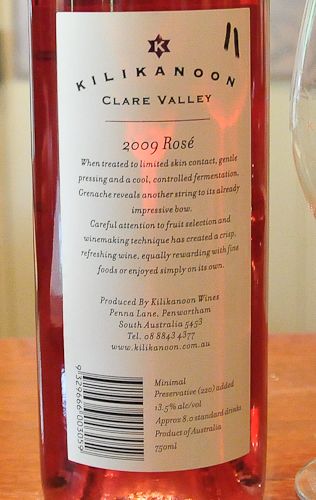 K
KILIKANOON
CLARE VALLEY
2009 Rosé
When treated to limited skin contact, gentle
pressing and a cool, controlled fermentation,
Grenache reveals another string to its already
impressive bow.
Careful attention to fruit selection and
winemaking technique has created a crisp,
refreshing wine, equally rewarding with fine
foods or enjoyed simply on its own.
Produced By Kilikanoon Wines
Penna Lane, Penwortham
South Australia 5453
Tel. 08 8843 4377
www.kilikanoon.com.au
Minimal
Preservative (220) added
13.5% alc/vol
Approx 8.0 standard drinks
Product of Australia
750ml
9329666003059